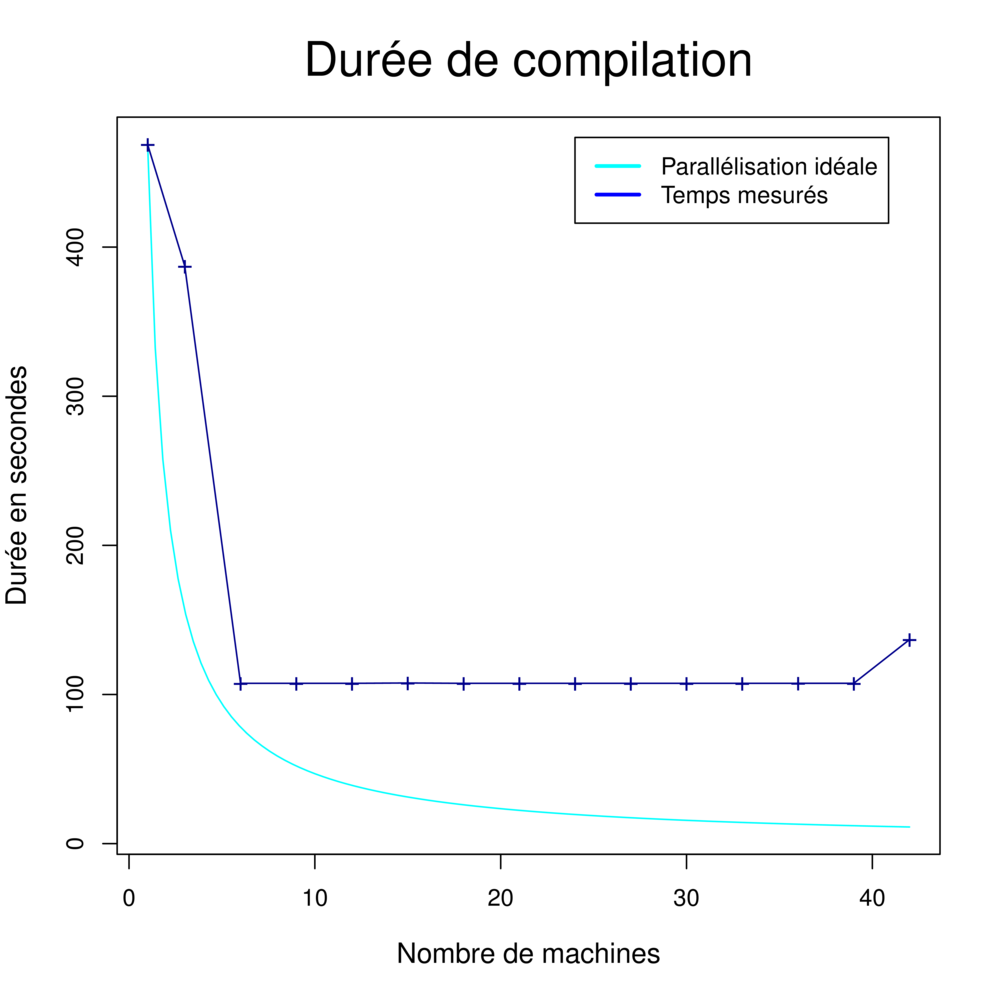 Durée de compilation
Parallélisation idéale
Temps mesurés
Durée en secondes
400
300
200
100
0
0 10 20 30 40
Nombre de machines